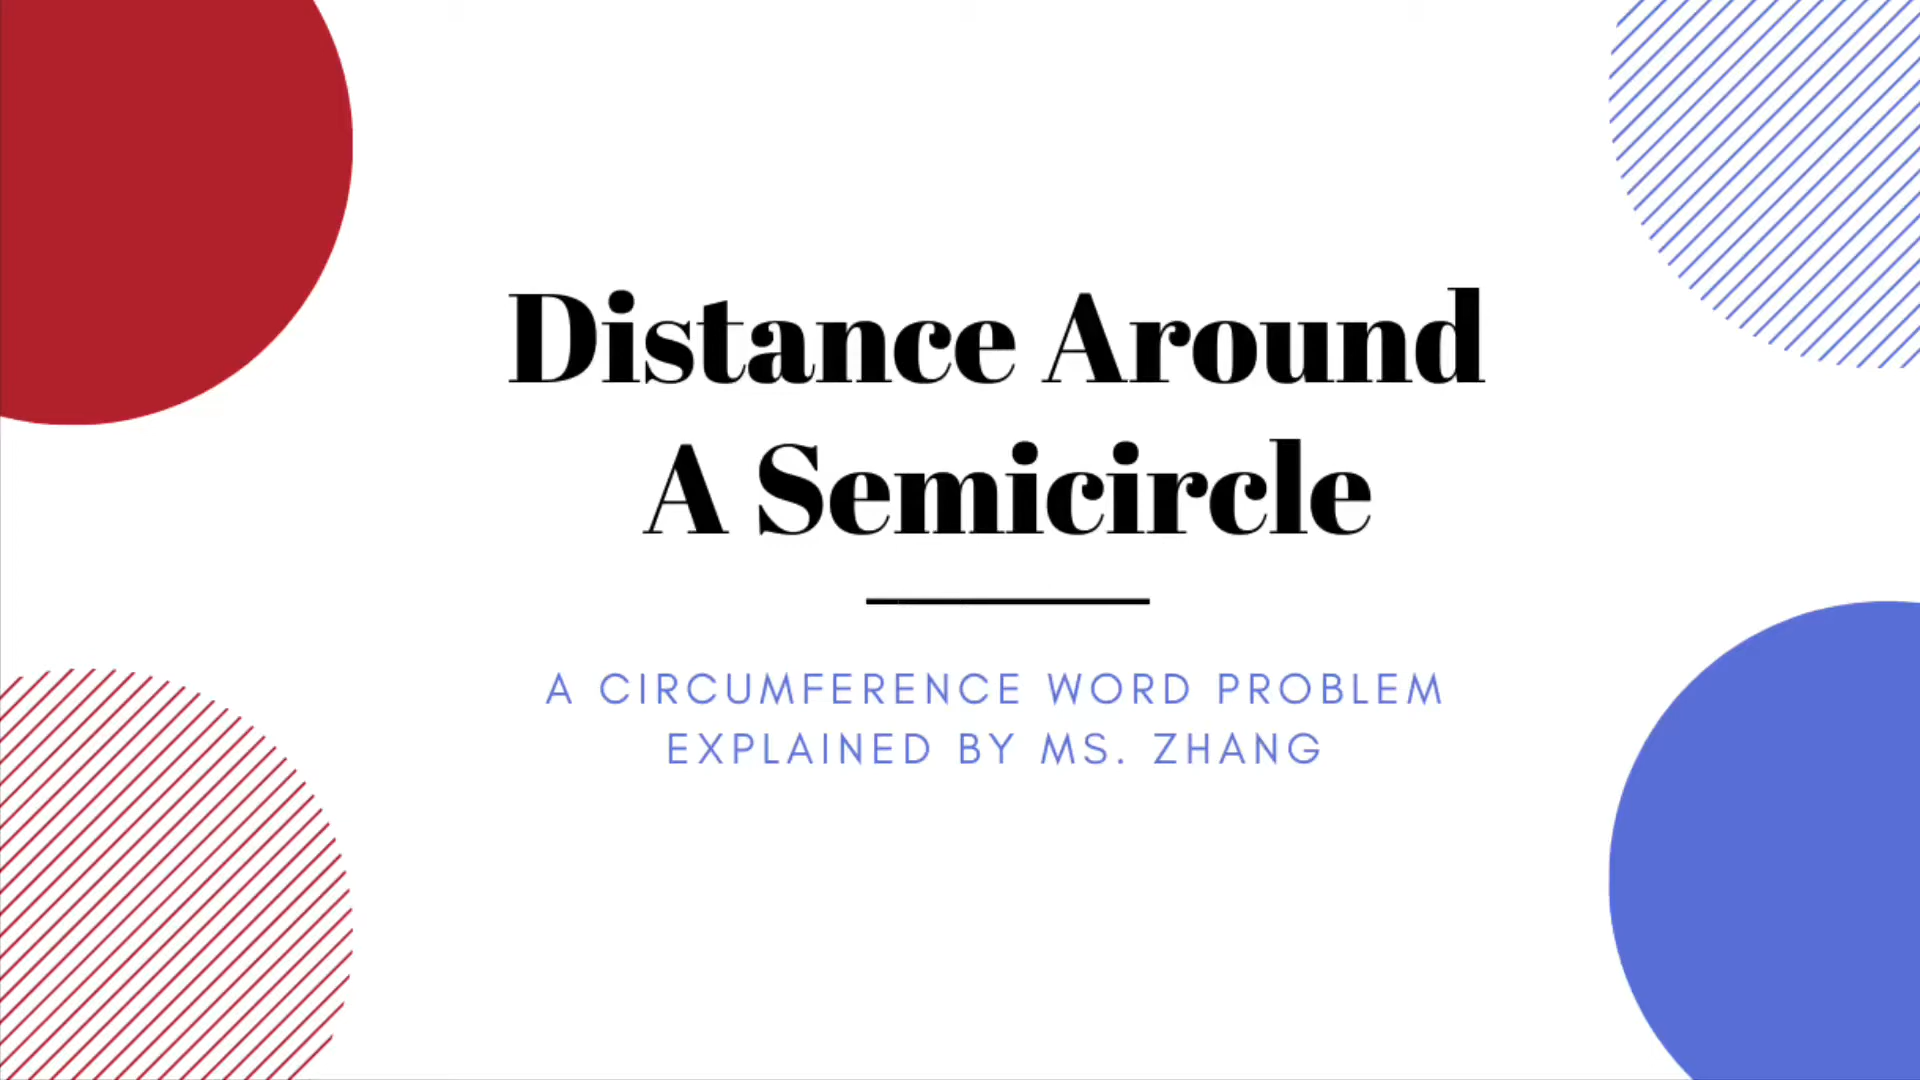 Distance Around
A Semicircle
A CIRCUMFERENCE WORD PROBLEM
EXPLAINED BY MS. ZHANG